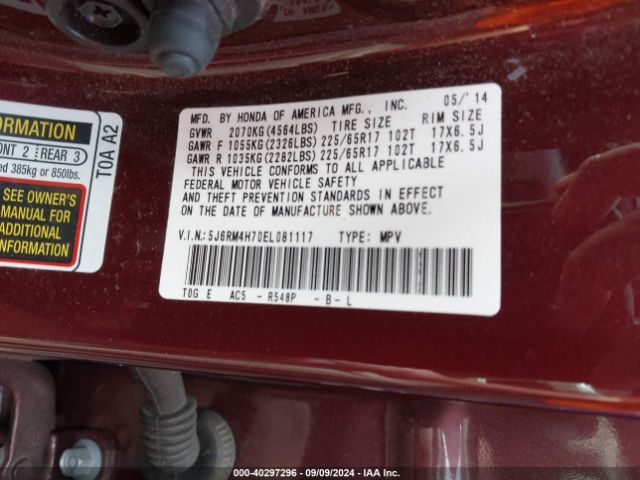 MFD. BY HONDA OF AMERICA MFG., INC. 05/'14
GVWR 2070KG(4564LBS) TIRE SIZE RIM SIZE
GAWR F 1055KG(2326LBS) 225/65R17 102T 17X6.5J
GAWR R 1035KG(2282LBS) 225/65R17 102T 17X6.5J
THIS VEHICLE CONFORMS TO ALL APPLICABLE
FEDERAL MOTOR VEHICLE SAFETY
AND THEFT PREVENTION STANDARDS IN EFFECT
ON THE DATE OF MANUFACTURE SHOWN ABOVE.
V.I.N.:5J6RM4H70EL081117 TYPE: MPV
T0G E AC5 - R548P - B - L
ORMATION
ONT 2 REAR 3
ed 385kg or 850lbs.
SEE OWNER'S
MANUAL FOR
ADDITIONAL
INFORMATION
T0A A2
000-40297296 - 09/09/2024 - IAA Inc.